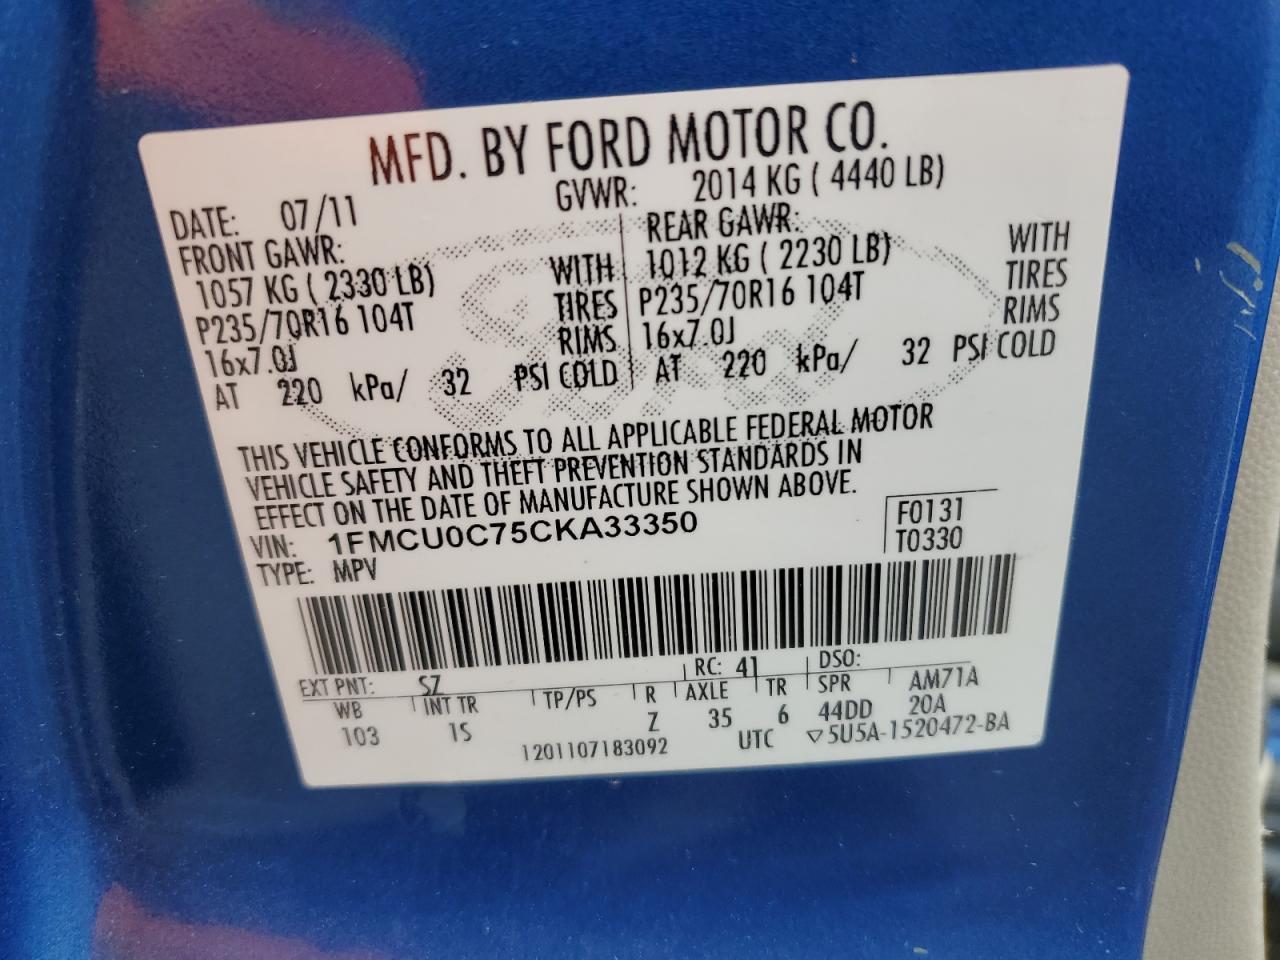 MFD. BY FORD MOTOR CO.
DATE: 07/11 GVWR: 2014 KG ( 4440 LB)
FRONT GAWR: REAR GAWR:
1057 KG ( 2330 LB) WITH 1012 KG ( 2230 LB) WITH
P235/70R16 104T TIRES P235/70R16 104T TIRES
16x7.0J RIMS 16x7.0J RIMS
AT 220 kPa/ 32 PSI COLD AT 220 kPa/ 32 PSI COLD
THIS VEHICLE CONFORMS TO ALL APPLICABLE FEDERAL MOTOR
VEHICLE SAFETY AND THEFT PREVENTION STANDARDS IN
EFFECT ON THE DATE OF MANUFACTURE SHOWN ABOVE.
VIN: 1FMCU0C75CKA33350 F0131
TYPE: MPV T0330
EXT PNT: SZ RC: 41 DSO:
WB INT TR TP/PS R AXLE TR SPR AM71A
103 1S Z 35 6 44DD 20A
1201107183092 UTC ▽5U5A-1520472-BA